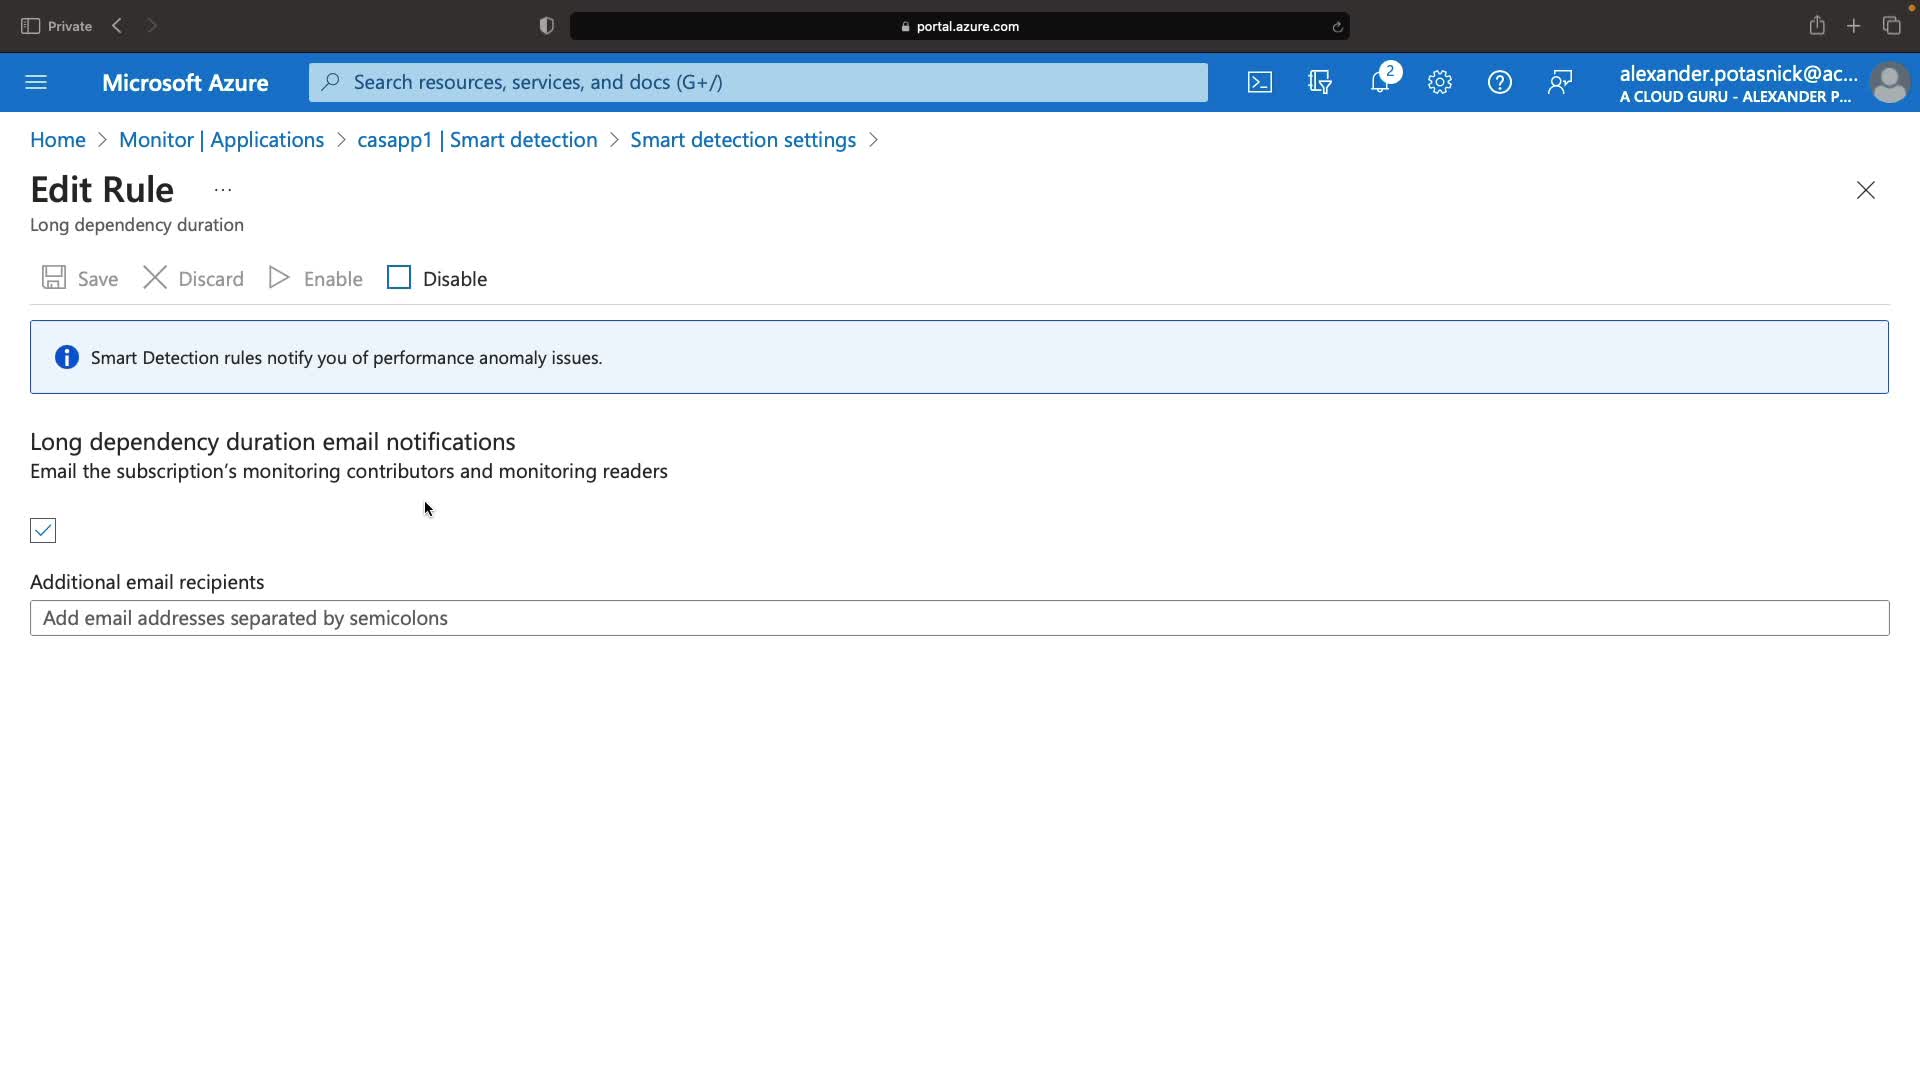 Private
portal.azure.com
Microsoft Azure
Search resources, services, and docs (G+/)
2
alexander.potasnick@ac...
A CLOUD GURU - ALEXANDER P...
Home > Monitor | Applications > casapp1 | Smart detection > Smart detection settings >
Edit Rule ...
Long dependency duration
Save Discard Enable Disable
Smart Detection rules notify you of performance anomaly issues.
Long dependency duration email notifications
Email the subscription's monitoring contributors and monitoring readers
Additional email recipients
Add email addresses separated by semicolons